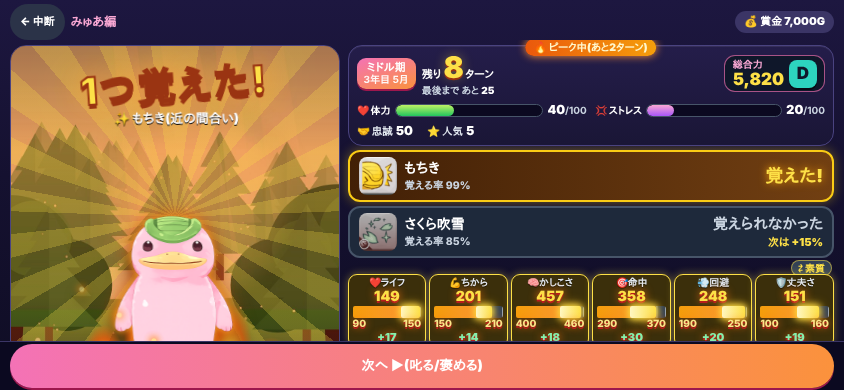 ← 中断
みゅあ編
💰 賞金 7,000G
1つ覚えた!
✨もちき(近の間合い)
🔥 ピーク中(あと2ターン)
ミドル期
3年目 5月
残り8ターン
最後まで あと 25
総合力
5,820 D
❤️体力 40/100
💢ストレス 20/100
🤝忠誠 50 ⭐人気 5
もちき
覚える率 99%
覚えた!
さくら吹雪
覚える率 85%
覚えられなかった
次は +15%
素質
❤️ライフ
149
90 150
+17
💪ちから
201
150 210
+14
🧠かしこさ
457
400 460
+18
🎯命中
358
290 370
+30
💨回避
248
190 250
+20
🛡️丈夫さ
151
100 160
+19
次へ ▶(叱る/褒める)